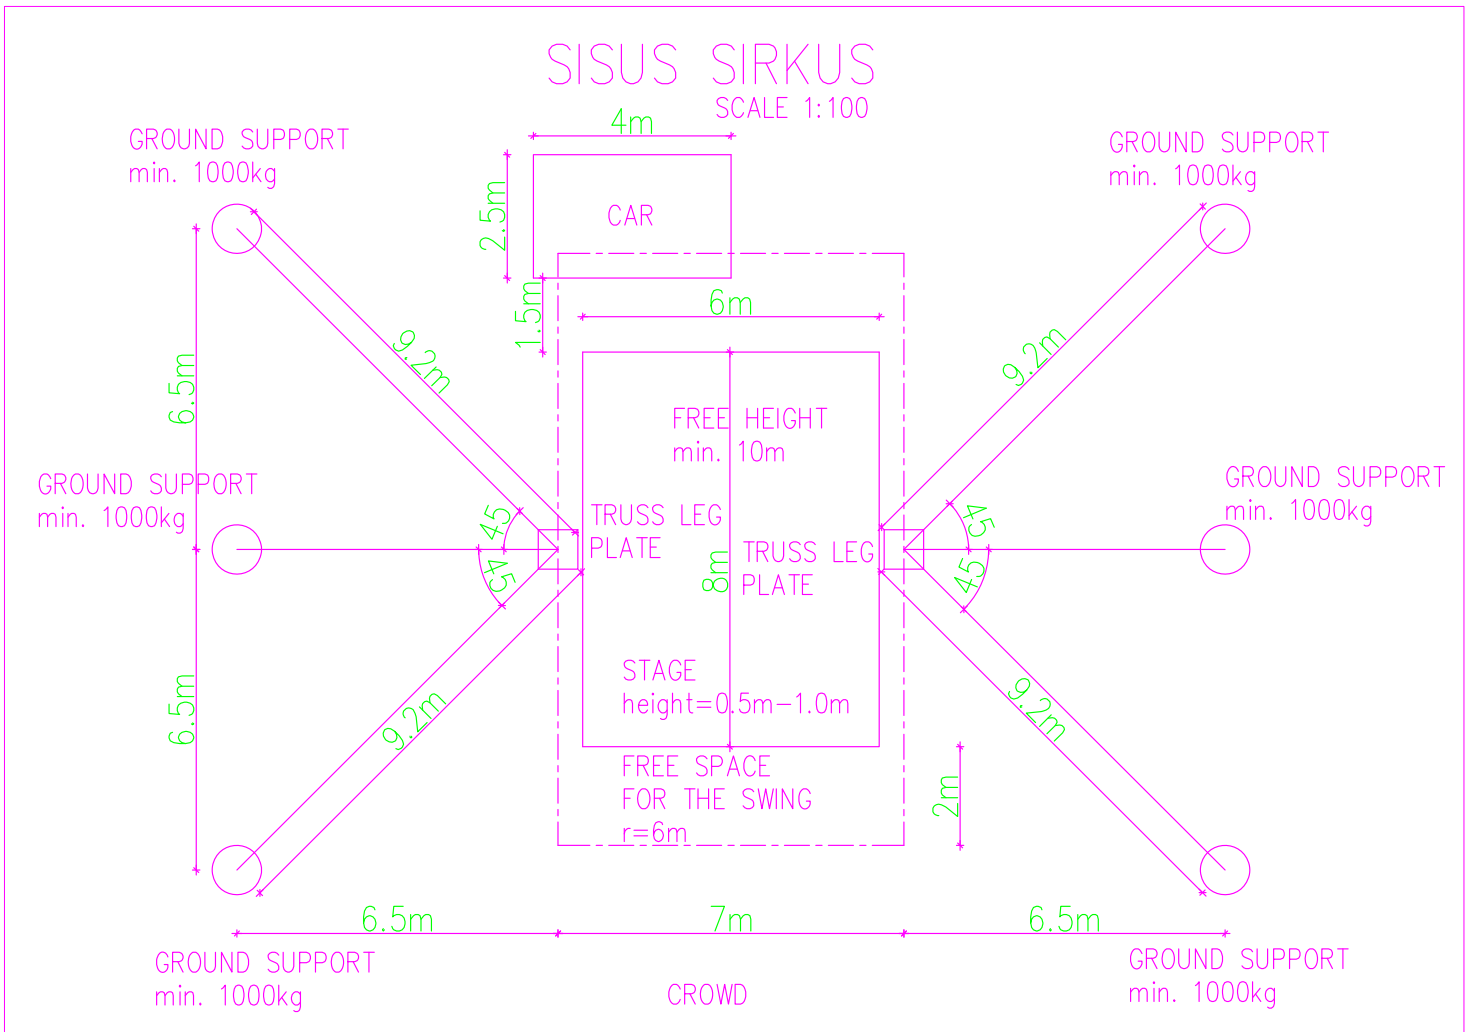 SISUS SIRKUS
SCALE 1:100
4m
GROUND SUPPORT
min. 1000kg
GROUND SUPPORT
min. 1000kg
2.5m
CAR
1.5m
6m
9.2m
9.2m
6.5m
FREE HEIGHT
min. 10m
GROUND SUPPORT
min. 1000kg
GROUND SUPPORT
min. 1000kg
45
45
TRUSS LEG
PLATE
TRUSS LEG
PLATE
45
45
8m
STAGE
height=0.5m-1.0m
6.5m
9.2m
9.2m
FREE SPACE
FOR THE SWING
r=6m
2m
6.5m
7m
6.5m
GROUND SUPPORT
min. 1000kg
GROUND SUPPORT
min. 1000kg
CROWD